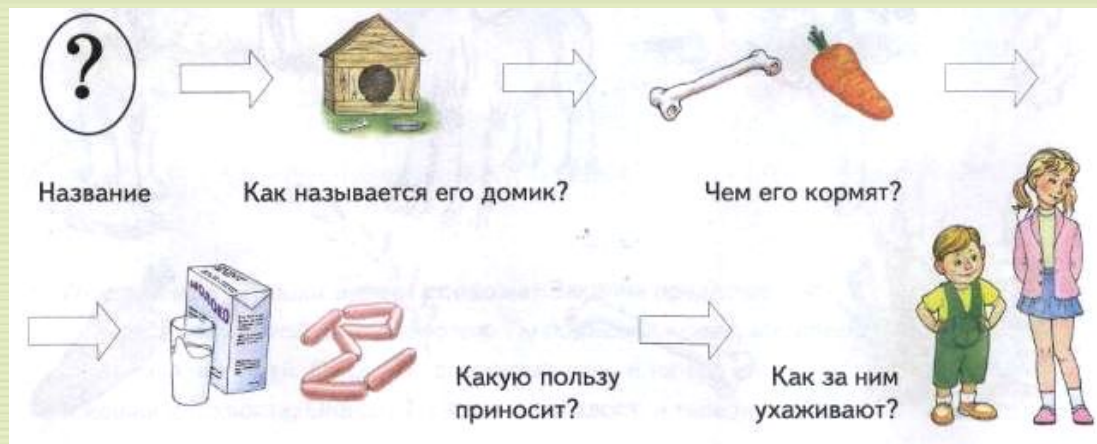 ?
Название
Как называется его домик?
Чем его кормят?
МОЛОКО
Какую пользу
приносит?
Как за ним
ухаживают?